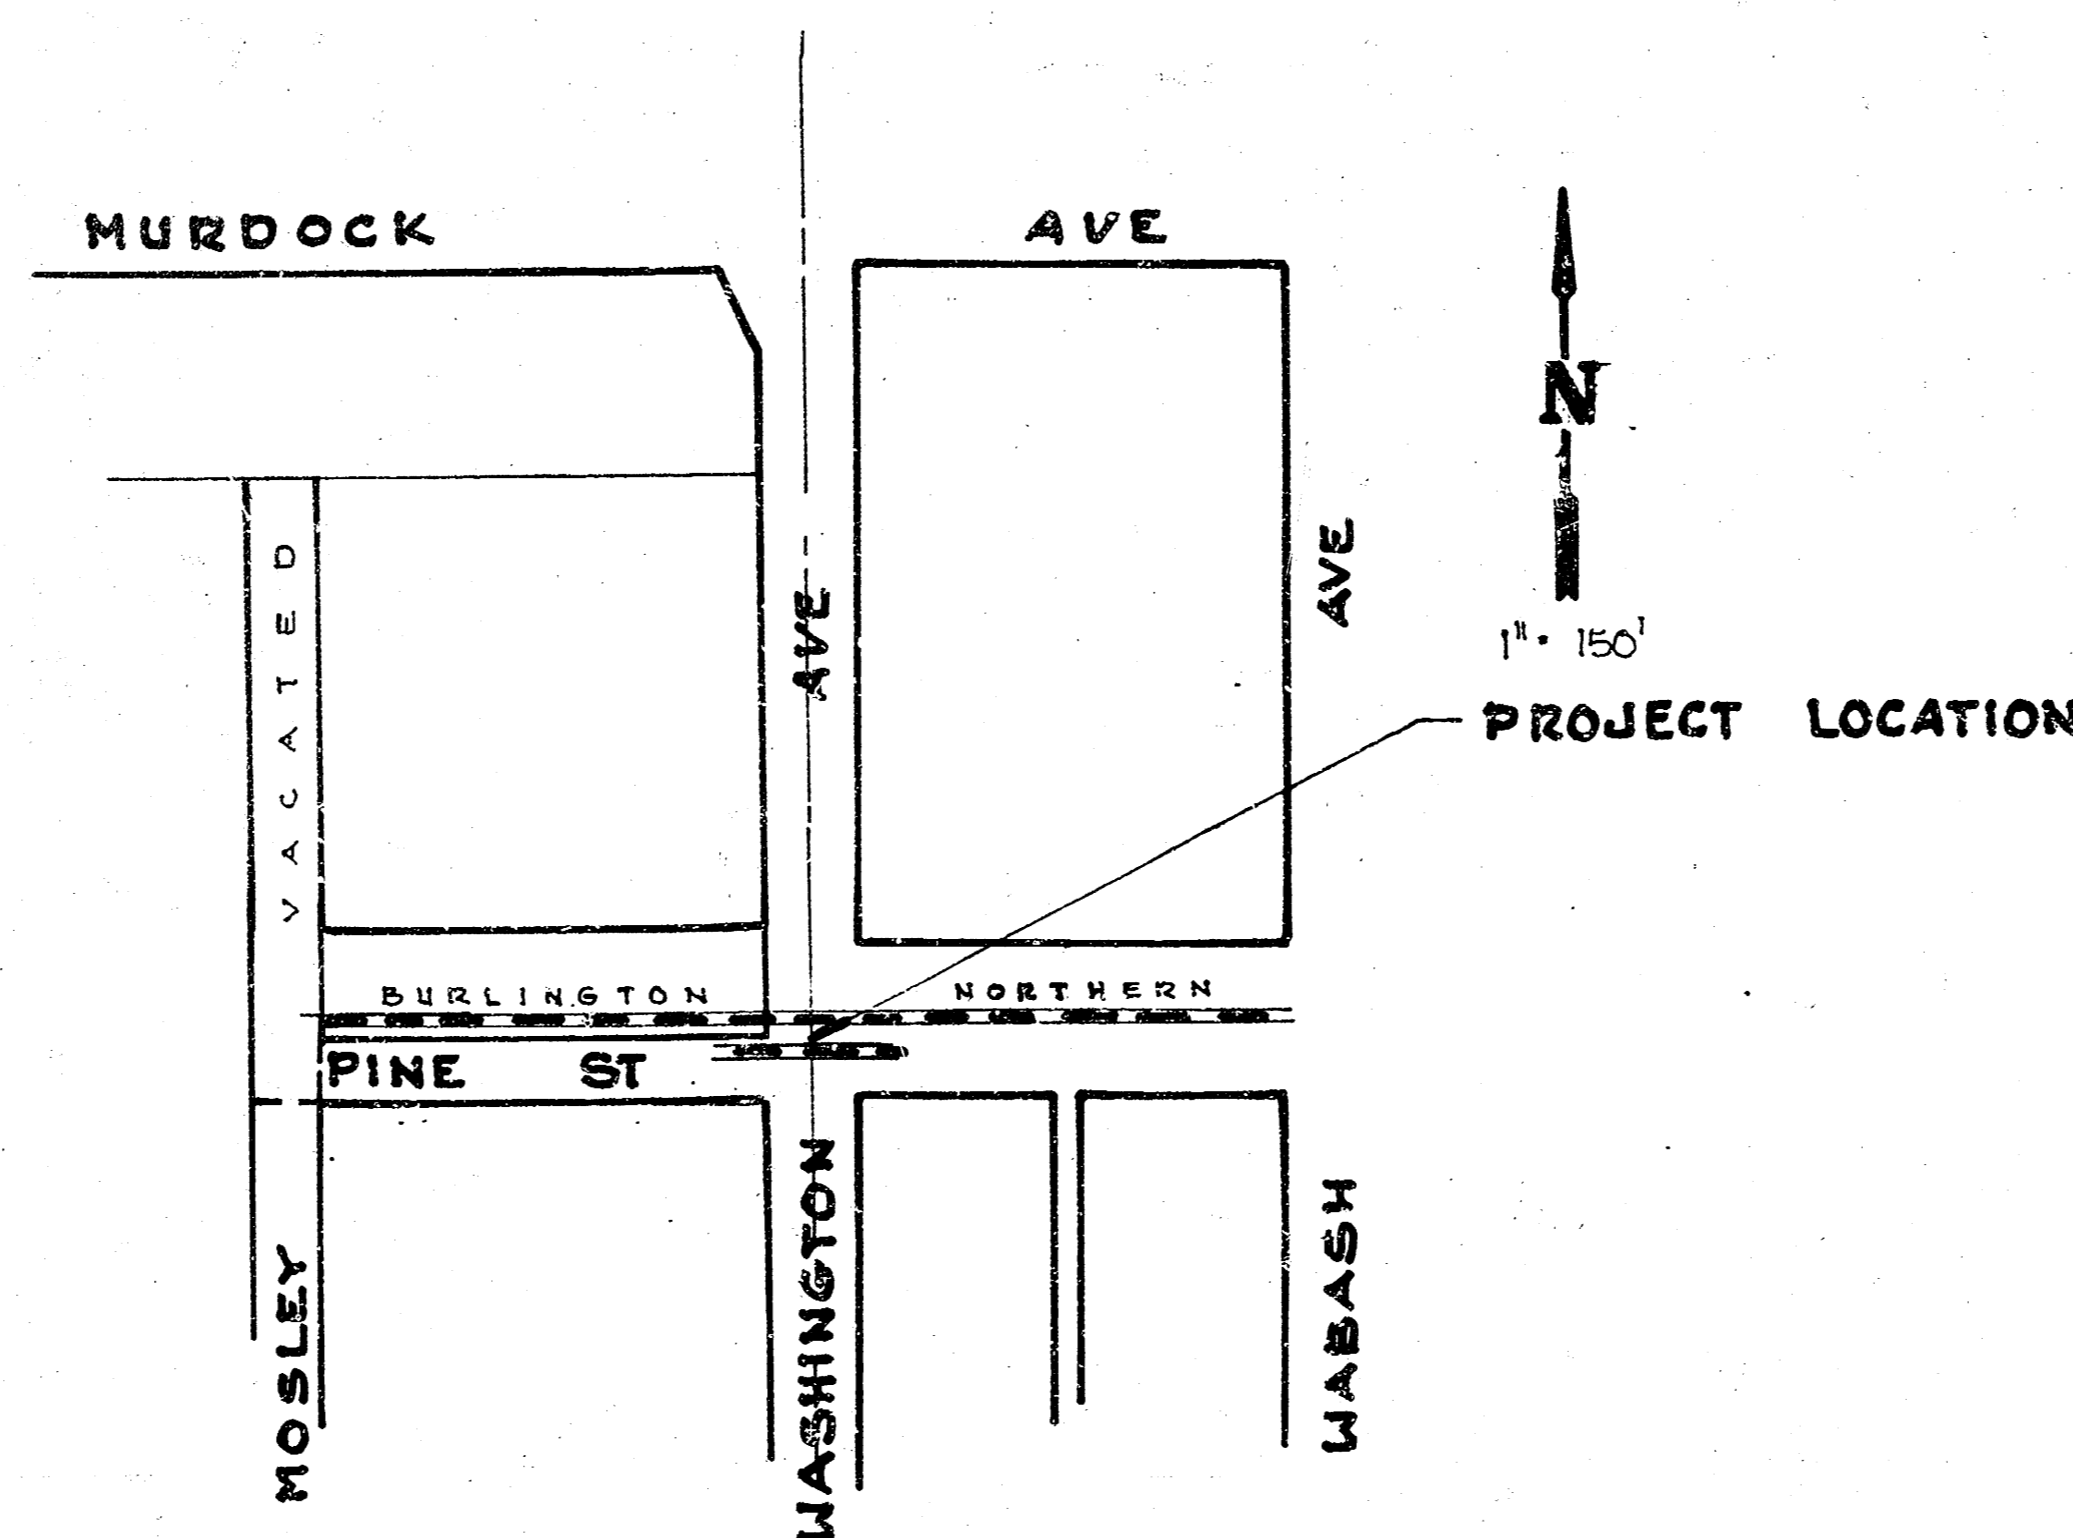 MURDOCK AVE
N
1" = 150'
PROJECT LOCATION
VACATED
AVE
AVE
BURLINGTON NORTHERN
PINE ST
MOSLEY
WASHINGTON
WABASH